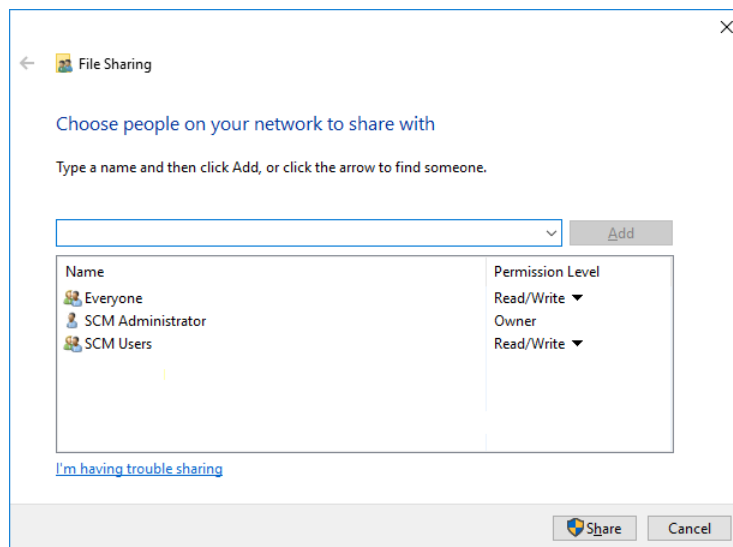 File Sharing
Choose people on your network to share with
Type a name and then click Add, or click the arrow to find someone.
Add
Name Permission Level
Everyone Read/Write
SCM Administrator Owner
SCM Users Read/Write
I'm having trouble sharing
Share Cancel